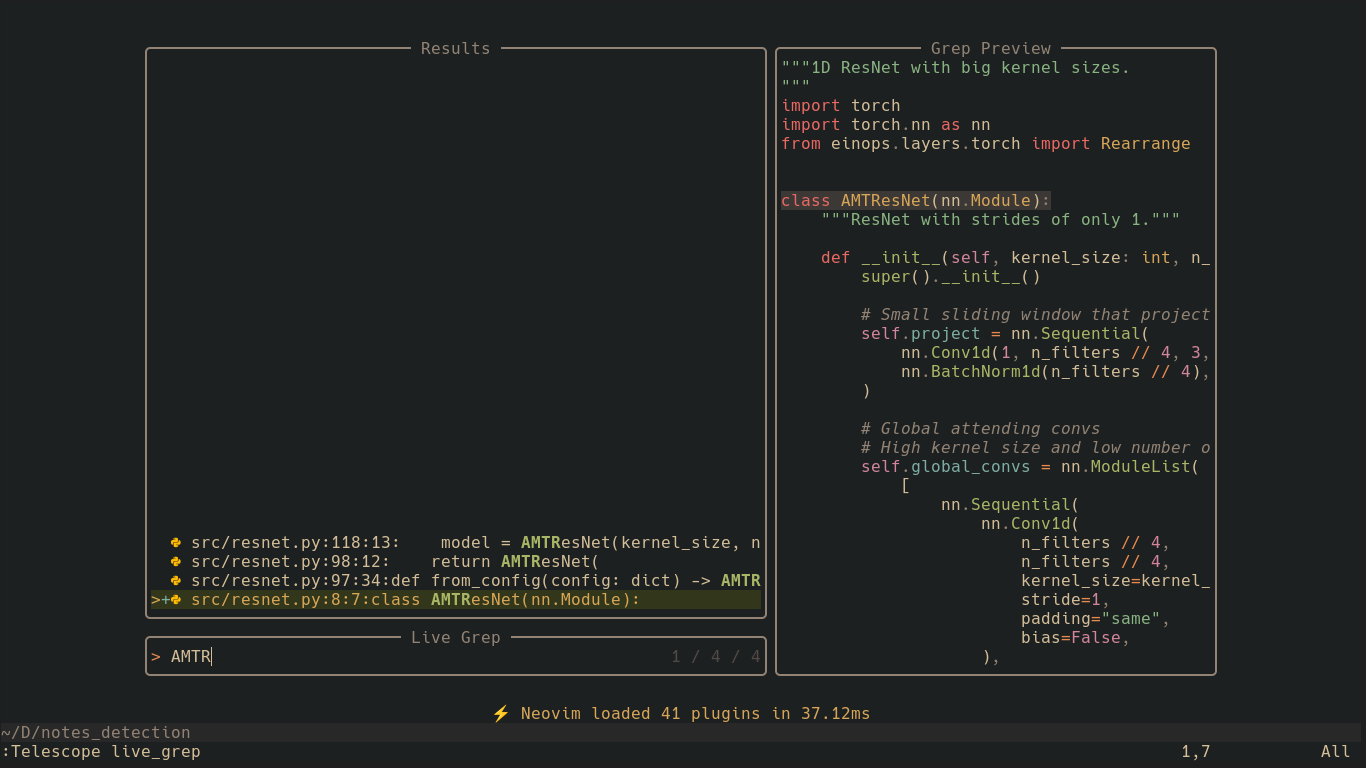 Results
src/resnet.py:118:13:    model = AMTResNet(kernel_size, n
src/resnet.py:98:12:    return AMTResNet(
src/resnet.py:97:34:def from_config(config: dict) -> AMTR
>+ src/resnet.py:8:7:class AMTResNet(nn.Module):
Live Grep
> AMTR 1 / 4 / 4
Grep Preview
"""1D ResNet with big kernel sizes.
"""
import torch
import torch.nn as nn
from einops.layers.torch import Rearrange
class AMTResNet(nn.Module):
    """ResNet with strides of only 1."""
    def __init__(self, kernel_size: int, n_
        super().__init__()
        # Small sliding window that project
        self.project = nn.Sequential(
            nn.Conv1d(1, n_filters // 4, 3,
            nn.BatchNorm1d(n_filters // 4),
        )
        # Global attending convs
        # High kernel size and low number o
        self.global_convs = nn.ModuleList(
            [
                nn.Sequential(
                    nn.Conv1d(
                        n_filters // 4,
                        n_filters // 4,
                        kernel_size=kernel_
                        stride=1,
                        padding="same",
                        bias=False,
                    ),
⚡ Neovim loaded 41 plugins in 37.12ms
~/D/notes_detection
:Telescope live_grep 1,7 All